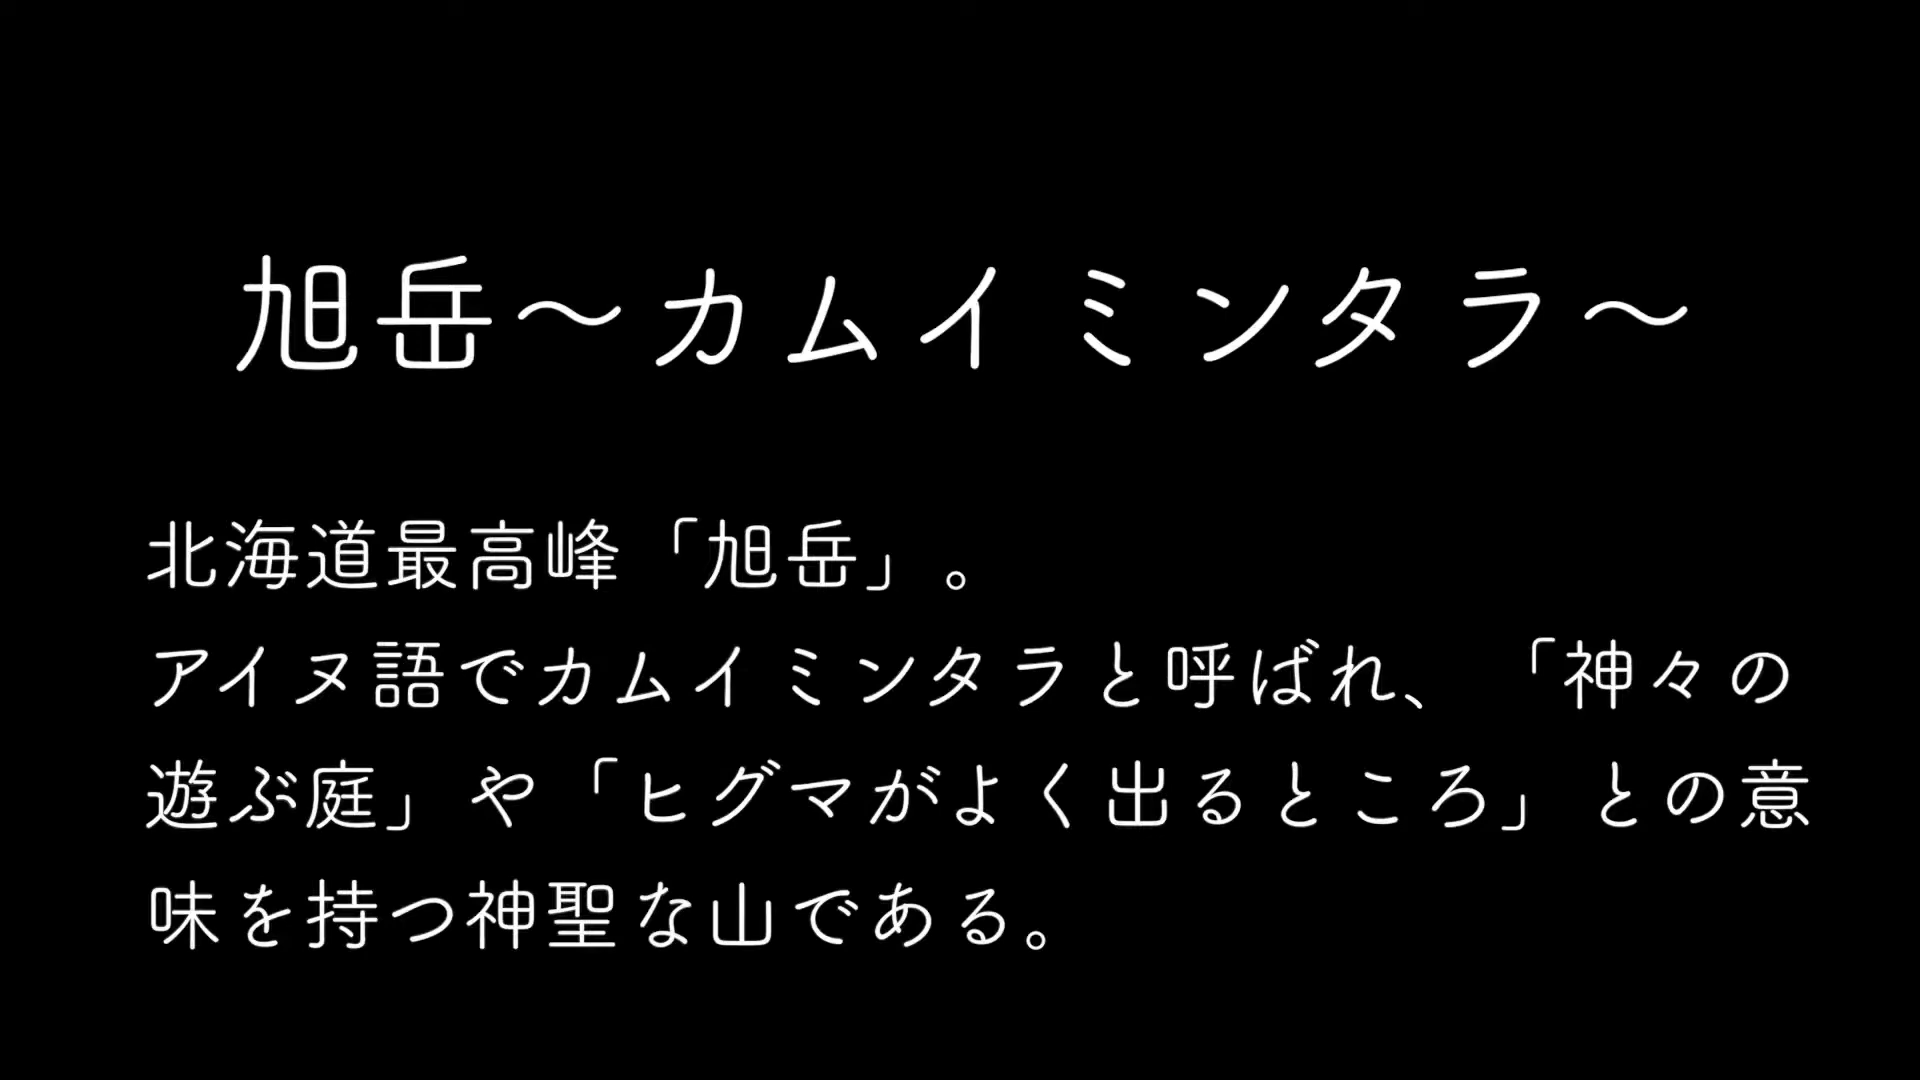 旭岳〜カムイミンタラ〜
北海道最高峰「旭岳」。
アイヌ語でカムイミンタラと呼ばれ、「神々の
遊ぶ庭」や「ヒグマがよく出るところ」との意
味を持つ神聖な山である。